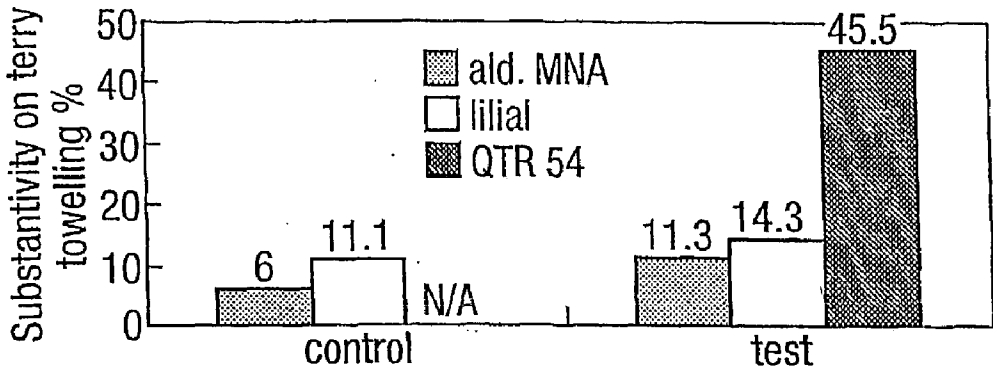 Substantivity on terry
towelling %
50
40
30
20
10
0
ald. MNA
lilial
QTR 54
6
11.1
N/A
11.3
14.3
45.5
control
test